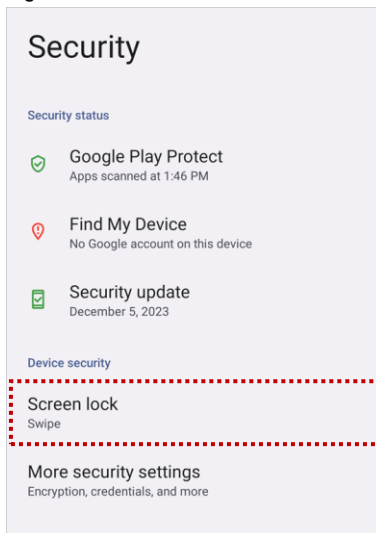 Security
Security status
Google Play Protect
Apps scanned at 1:46 PM
Find My Device
No Google account on this device
Security update
December 5, 2023
Device security
Screen lock
Swipe
More security settings
Encryption, credentials, and more